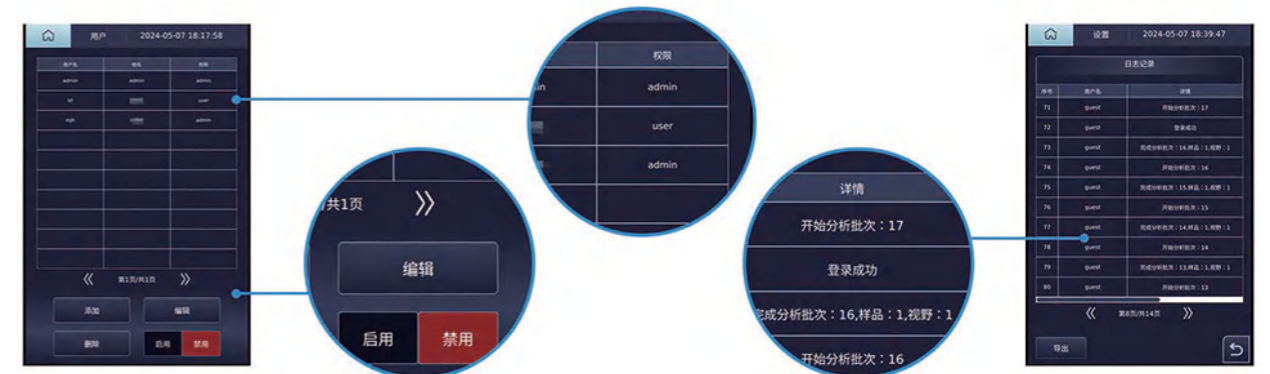 用户 2024-05-07 18:17:58
用户名 姓名 权限
admin admin admin
user
mjh admin
第1页/共1页
添加 编辑
删除 启用 禁用
权限
in admin
user
admin
共1页
编辑
启用 禁用
详情
开始分析批次：17
登录成功
完成分析批次：16,样品：1,视野：1
开始分析批次：16
设置 2024-05-07 18:39:47
日志记录
序号 用户名 详情
71 guest 开始分析批次：17
72 guest 登录成功
73 guest 完成分析批次：16,样品：1,视野：1
74 guest 开始分析批次：16
75 guest 完成分析批次：15,样品：1,视野：1
76 guest 开始分析批次：15
77 guest 完成分析批次：14,样品：1,视野：1
78 guest 开始分析批次：14
79 guest 完成分析批次：13,样品：1,视野：1
80 guest 开始分析批次：13
第8页/共14页
导出